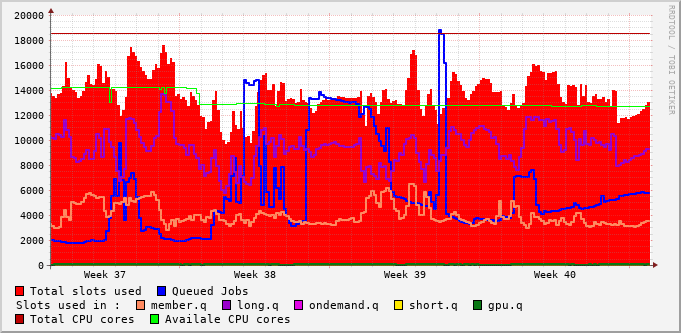 20000
18000
16000
14000
12000
10000
8000
6000
4000
2000
0
Week 37 Week 38 Week 39 Week 40
Total slots used Queued Jobs
Slots used in : member.q long.q ondemand.q short.q gpu.q
Total CPU cores Availale CPU cores
RRDTOOL / TOBI OETIKER